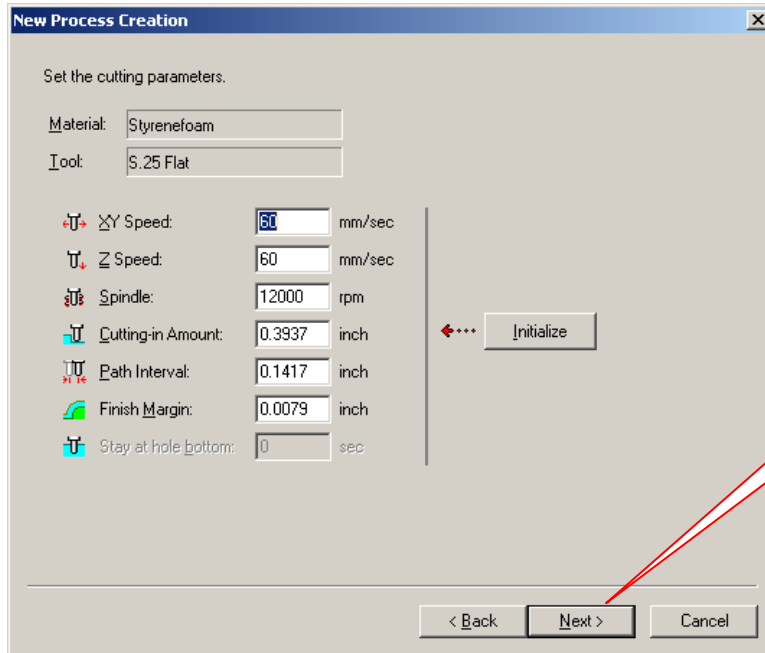 New Process Creation
Set the cutting parameters.
Material: Styrenefoam
Tool: S.25 Flat
XY Speed: 60 mm/sec
Z Speed: 60 mm/sec
Spindle: 12000 rpm
Cutting-in Amount: 0.3937 inch Initialize
Path Interval: 0.1417 inch
Finish Margin: 0.0079 inch
Stay at hole bottom: 0 sec
< Back Next > Cancel